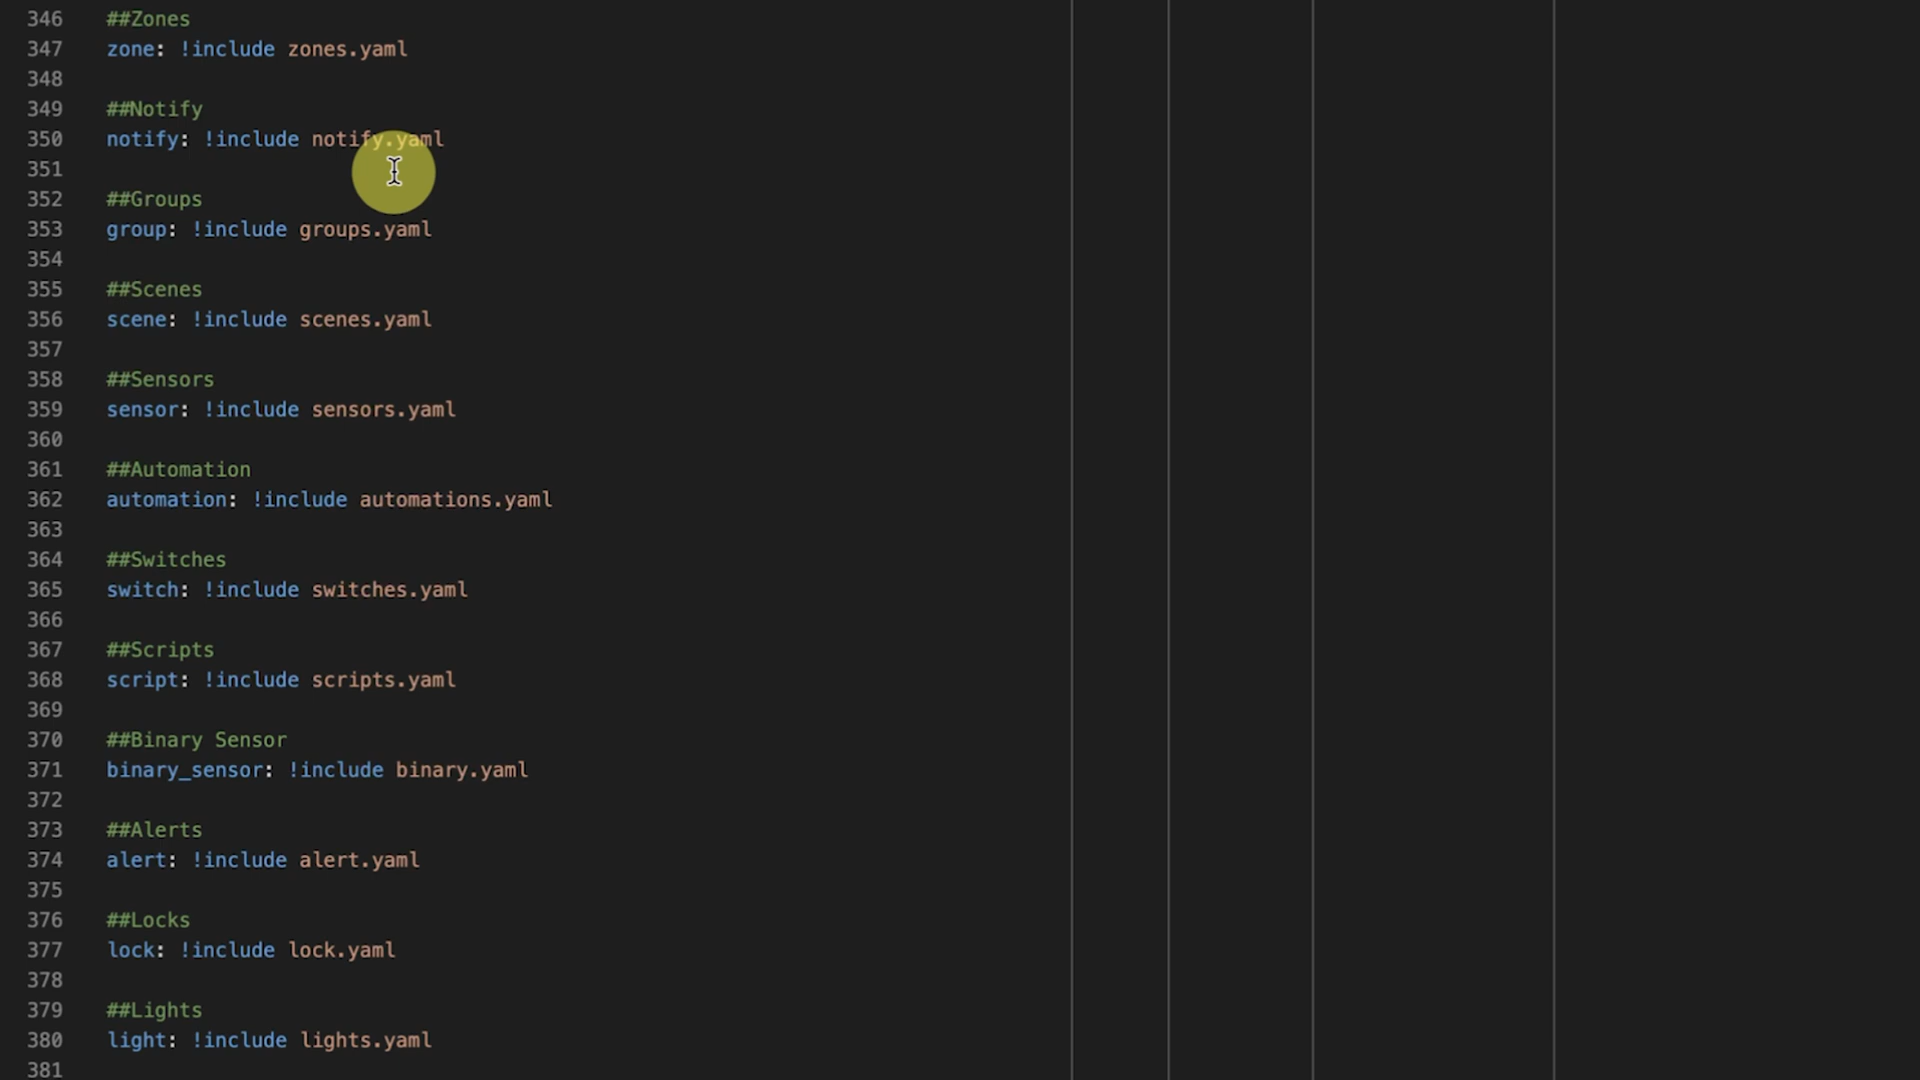 346 ##Zones
347 zone: !include zones.yaml
348
349 ##Notify
350 notify: !include notify.yaml
351
352 ##Groups
353 group: !include groups.yaml
354
355 ##Scenes
356 scene: !include scenes.yaml
357
358 ##Sensors
359 sensor: !include sensors.yaml
360
361 ##Automation
362 automation: !include automations.yaml
363
364 ##Switches
365 switch: !include switches.yaml
366
367 ##Scripts
368 script: !include scripts.yaml
369
370 ##Binary Sensor
371 binary_sensor: !include binary.yaml
372
373 ##Alerts
374 alert: !include alert.yaml
375
376 ##Locks
377 lock: !include lock.yaml
378
379 ##Lights
380 light: !include lights.yaml
381